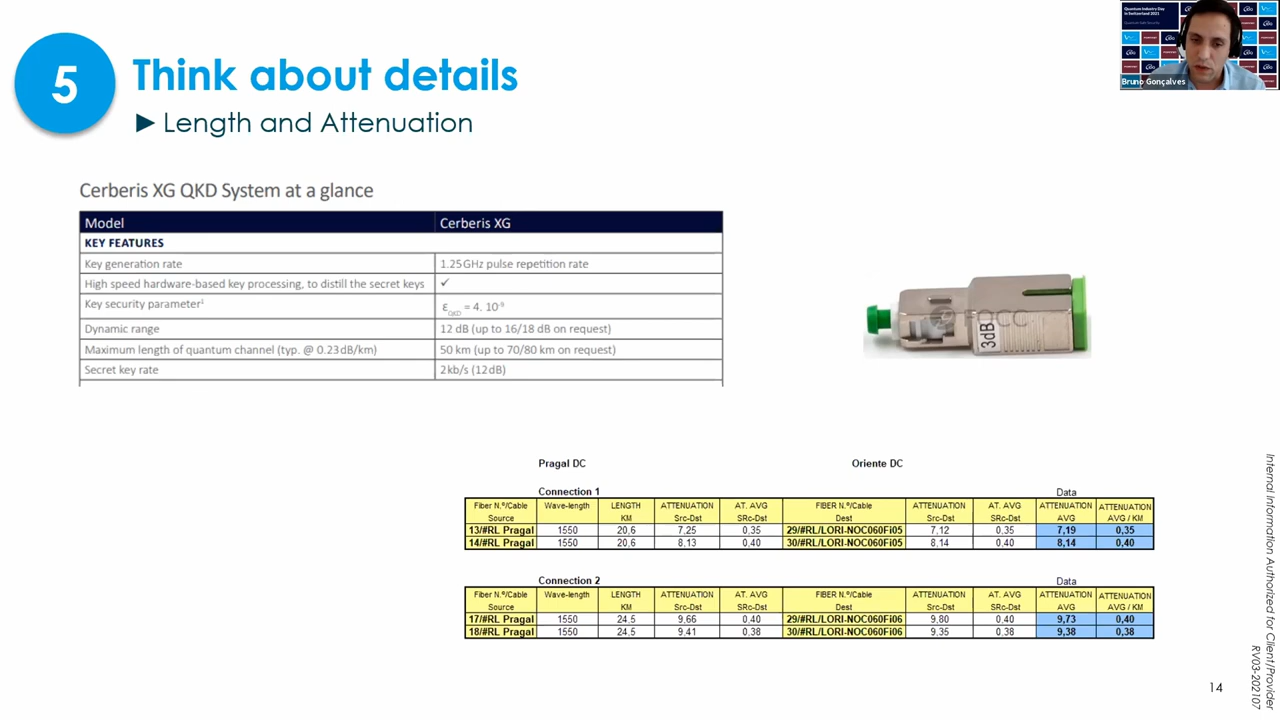 5
Think about details
► Length and Attenuation
Quantum Industry Day
in Switzerland 2021
Bruno Gonçalves
Cerberis XG QKD System at a glance
Model Cerberis XG
KEY FEATURES
Key generation rate 1.25GHz pulse repetition rate
High speed hardware-based key processing, to distill the secret keys ✓
Key security parameter¹ ε_QKD = 4. 10⁻⁹
Dynamic range 12 dB (up to 16/18 dB on request)
Maximum length of quantum channel (typ. @ 0.23dB/km) 50 km (up to 70/80 km on request)
Secret key rate 2kb/s (12dB)
FOCC
3dB
Pragal DC Oriente DC
Connection 1 Data
Fiber N.º/Cable Wave-length LENGTH ATTENUATION AT. AVG FIBER N.º/Cable ATTENUATION AT. AVG ATTENUATION ATTENUATION
Source KM Src-Dst SRc-Dst Dest Src-Dst SRc-Dst AVG AVG / KM
13/#RL Pragal 1550 20,6 7,25 0,35 29/#RL/LORI-NOC060Fi05 7,12 0,35 7,19 0,35
14/#RL Pragal 1550 20,6 8,13 0,40 30/#RL/LORI-NOC060Fi05 8,14 0,40 8,14 0,40
Connection 2 Data
Fiber N.º/Cable Wave-length LENGTH ATTENUATION AT. AVG FIBER N.º/Cable ATTENUATION AT. AVG ATTENUATION ATTENUATION
Source KM Src-Dst SRc-Dst Dest Src-Dst SRc-Dst AVG AVG / KM
17/#RL Pragal 1550 24,5 9,66 0,40 29/#RL/LORI-NOC060Fi06 9,80 0,40 9,73 0,40
18/#RL Pragal 1550 24,5 9,41 0,38 30/#RL/LORI-NOC060Fi06 9,35 0,38 9,38 0,38
Internal Information Authorized for Client/Provider
RV03-202107
14